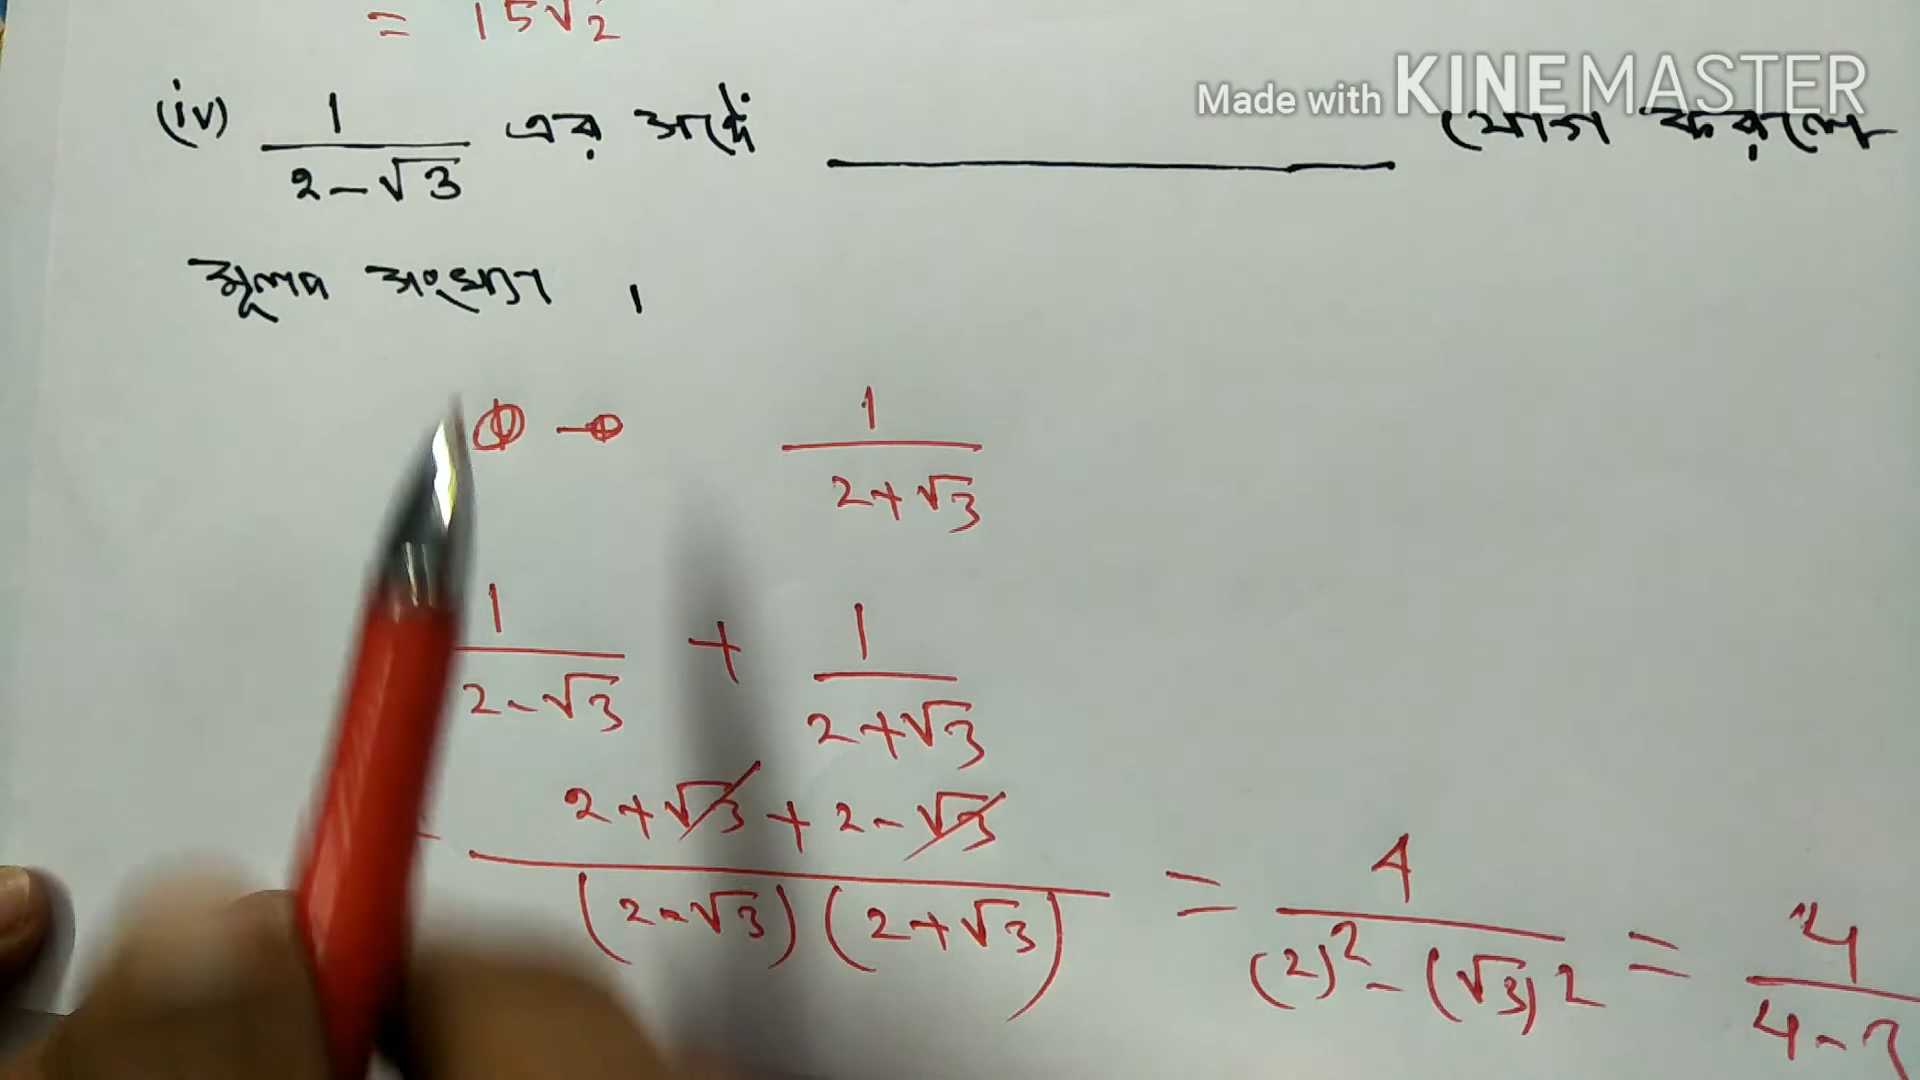 = 15√2
Made with KINEMASTER
(iv) 1/(2-√3) এর সঙ্গে ________ যোগ করলে
মূলদ সংখ্যা ।
1/(2+√3)
1/(2-√3) + 1/(2+√3)
(2+√3+2-√3)/((2-√3)(2+√3)) = 4/((2)²-(√3)2) = 4/(4-3